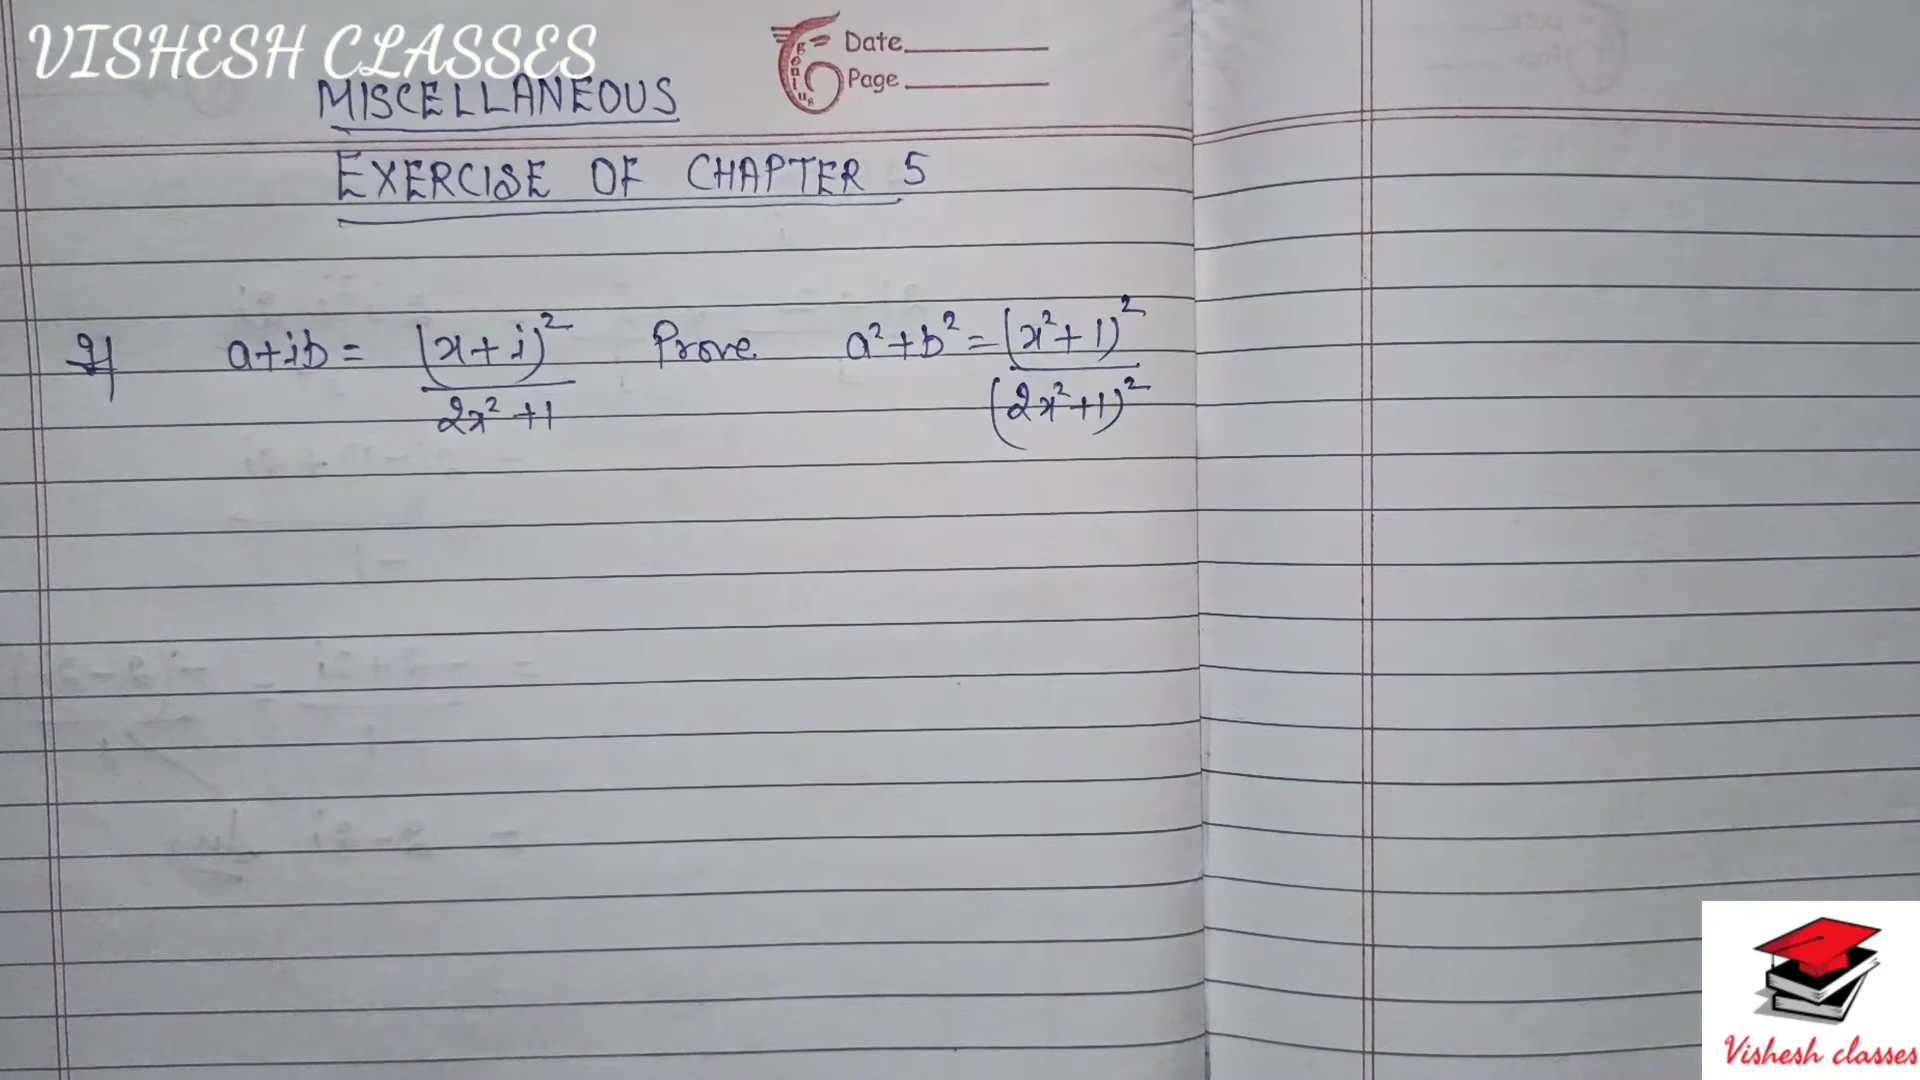 VISHESH CLASSES
Date
Page
Genius
MISCELLANEOUS
EXERCISE OF CHAPTER 5
If a+ib = (x+i)² / 2x²+1 Prove a²+b² = (x²+1)² / (2x²+1)²
Vishesh classes